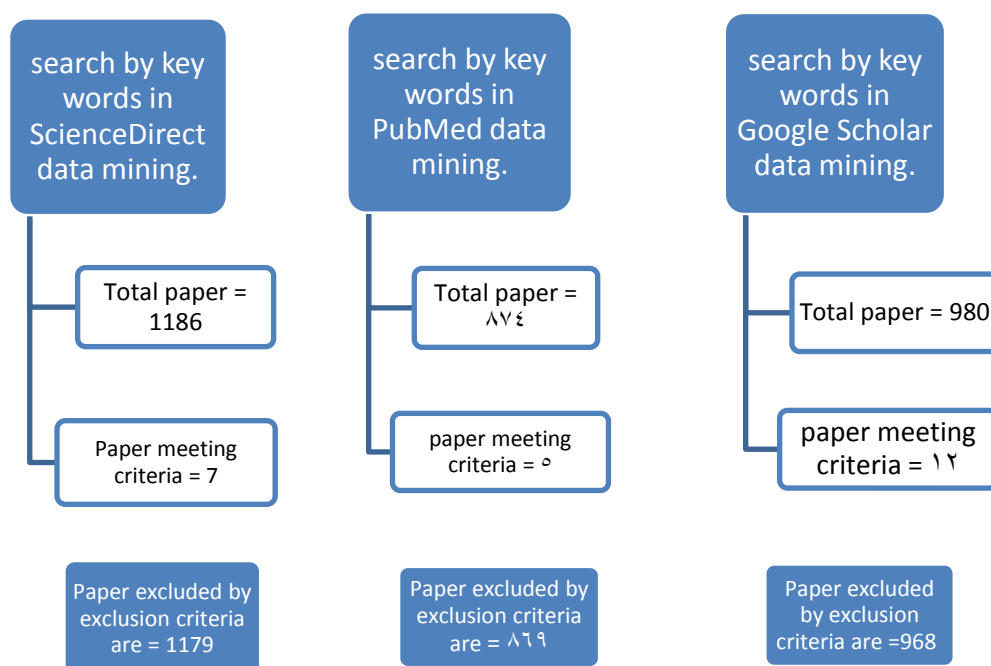 search by key
words in
ScienceDirect
data mining.
Total paper =
1186
Paper meeting
criteria = 7
Paper excluded by
exclusion criteria
are = 1179
search by key
words in
PubMed data
mining.
Total paper =
٨٧٤
paper meeting
criteria = ٥
Paper excluded by
exclusion criteria
are = ٨٦٩
search by key
words in
Google Scholar
data mining.
Total paper = 980
paper meeting
criteria = ١٢
Paper excluded
by exclusion
criteria are =968